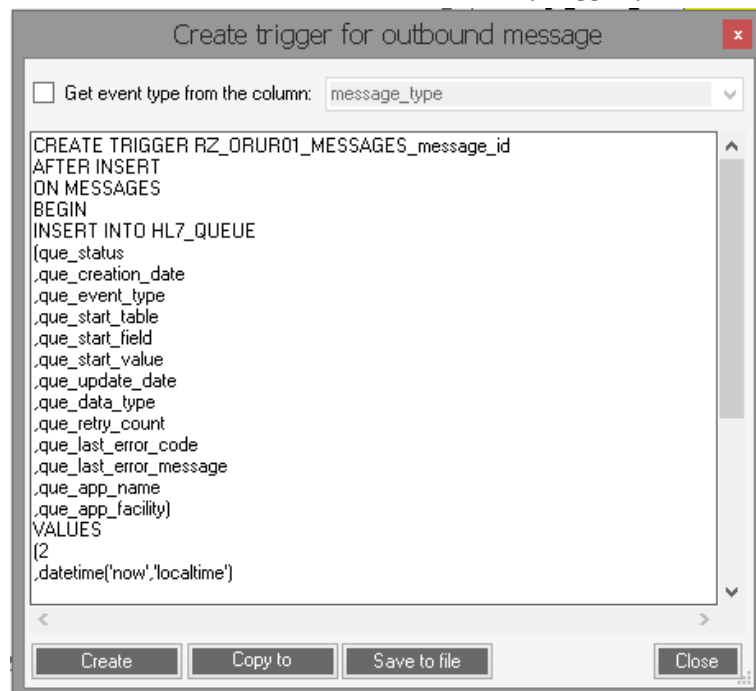 Create trigger for outbound message
x
Get event type from the column: message_type
CREATE TRIGGER RZ_ORUR01_MESSAGES_message_id
AFTER INSERT
ON MESSAGES
BEGIN
INSERT INTO HL7_QUEUE
(que_status
,que_creation_date
,que_event_type
,que_start_table
,que_start_field
,que_start_value
,que_update_date
,que_data_type
,que_retry_count
,que_last_error_code
,que_last_error_message
,que_app_name
,que_app_facility)
VALUES
(2
,datetime('now','localtime')
Create Copy to Save to file Close